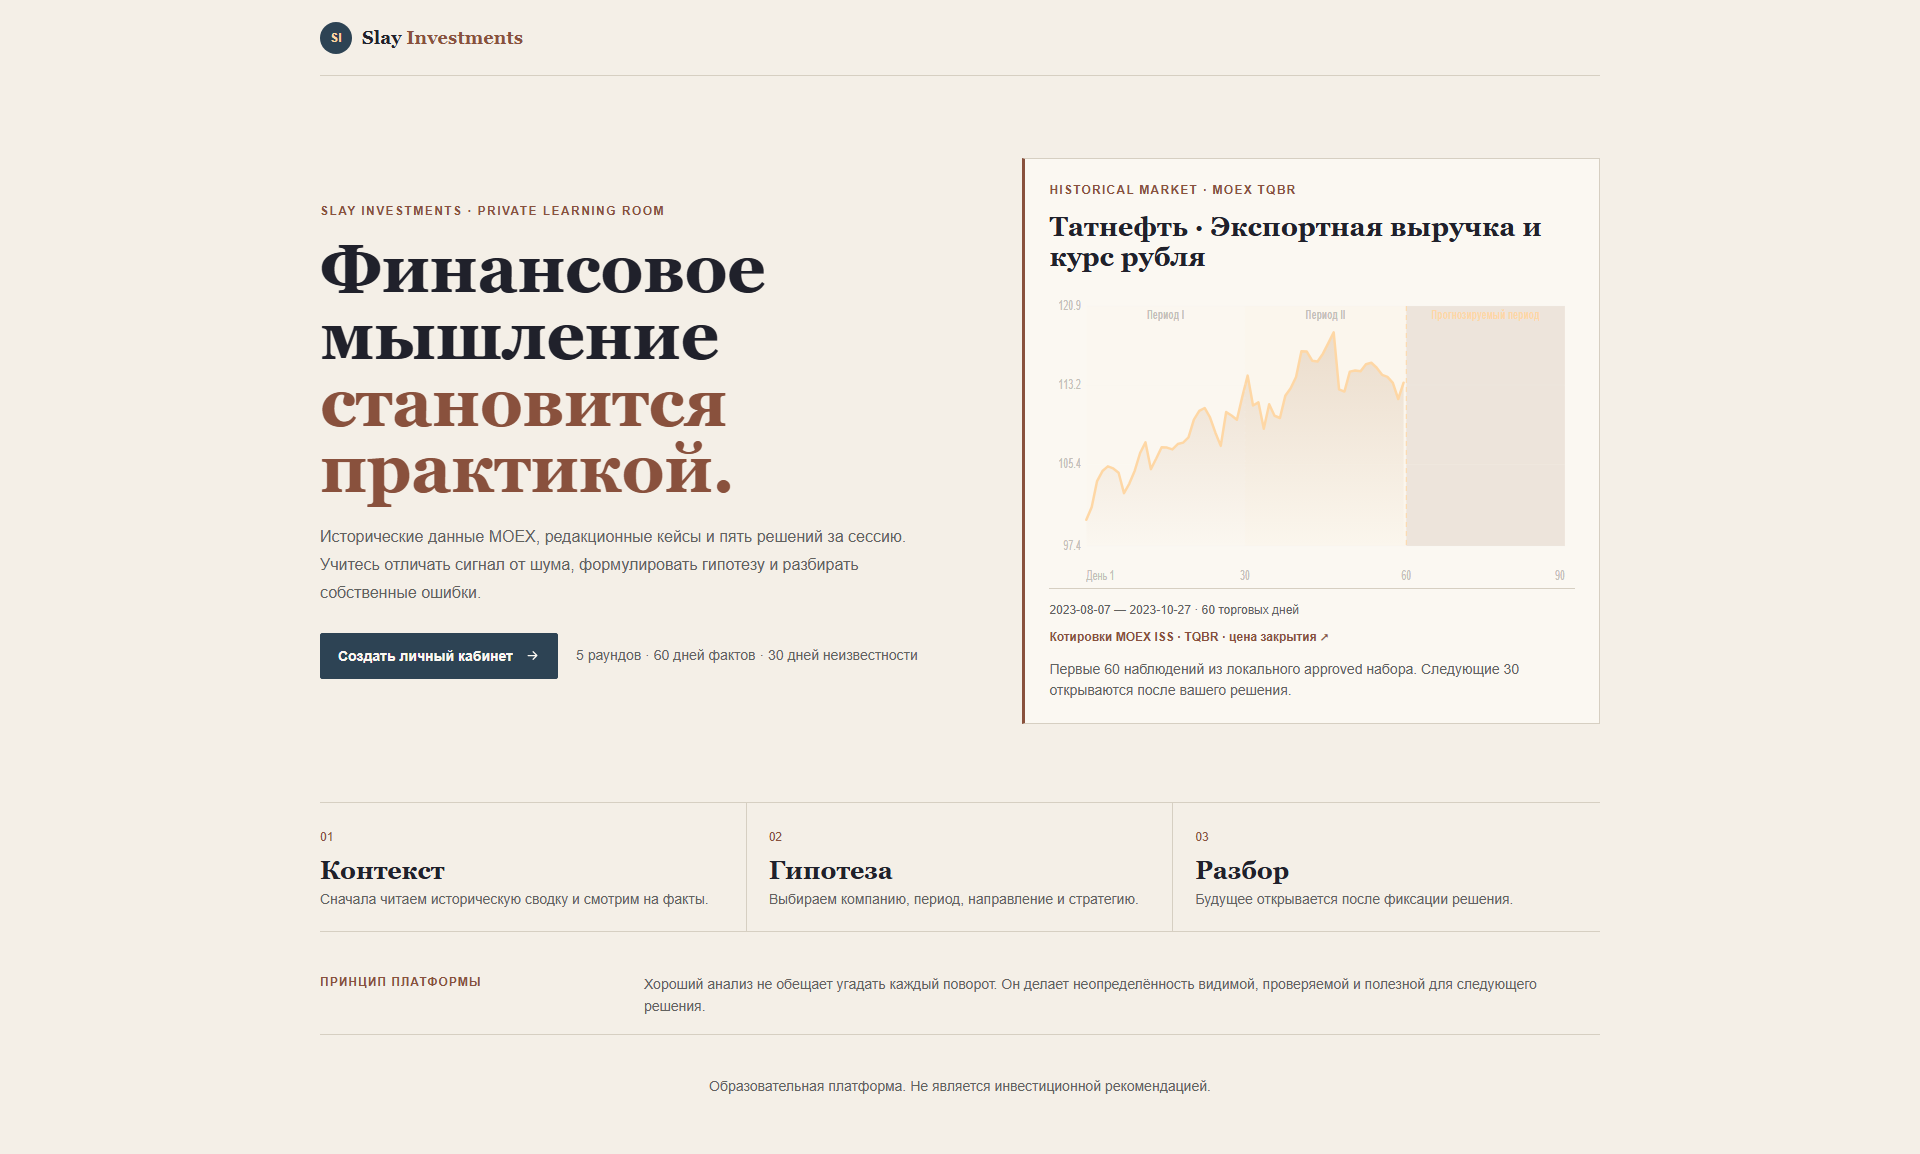 SI
Slay Investments
SLAY INVESTMENTS · PRIVATE LEARNING ROOM
Финансовое
мышление
становится
практикой.
Исторические данные MOEX, редакционные кейсы и пять решений за сессию.
Учитесь отличать сигнал от шума, формулировать гипотезу и разбирать
собственные ошибки.
Создать личный кабинет →
5 раундов · 60 дней фактов · 30 дней неизвестности
HISTORICAL MARKET · MOEX TQBR
Татнефть · Экспортная выручка и
курс рубля
120.9
Период I
Период II
Прогнозируемый период
113.2
105.4
97.4
День 1
30
60
90
2023-08-07 — 2023-10-27 · 60 торговых дней
Котировки MOEX ISS · TQBR · цена закрытия ↗
Первые 60 наблюдений из локального approved набора. Следующие 30
открываются после вашего решения.
01
Контекст
Сначала читаем историческую сводку и смотрим на факты.
02
Гипотеза
Выбираем компанию, период, направление и стратегию.
03
Разбор
Будущее открывается после фиксации решения.
ПРИНЦИП ПЛАТФОРМЫ
Хороший анализ не обещает угадать каждый поворот. Он делает неопределённость видимой, проверяемой и полезной для следующего
решения.
Образовательная платформа. Не является инвестиционной рекомендацией.